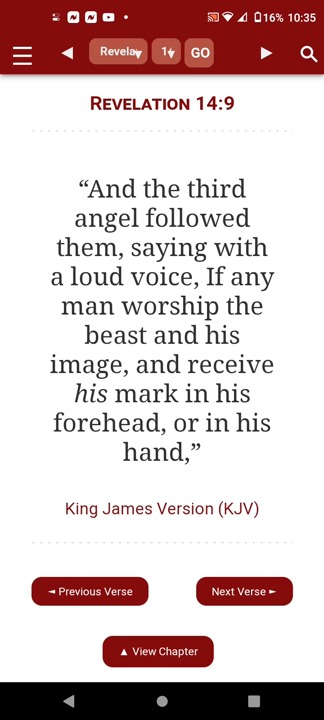 16% 10:35
Revela
1
GO
REVELATION 14:9
“And the third
angel followed
them, saying with
a loud voice, If any
man worship the
beast and his
image, and receive
his mark in his
forehead, or in his
hand,”
King James Version (KJV)
◄ Previous Verse
Next Verse ►
▲ View Chapter